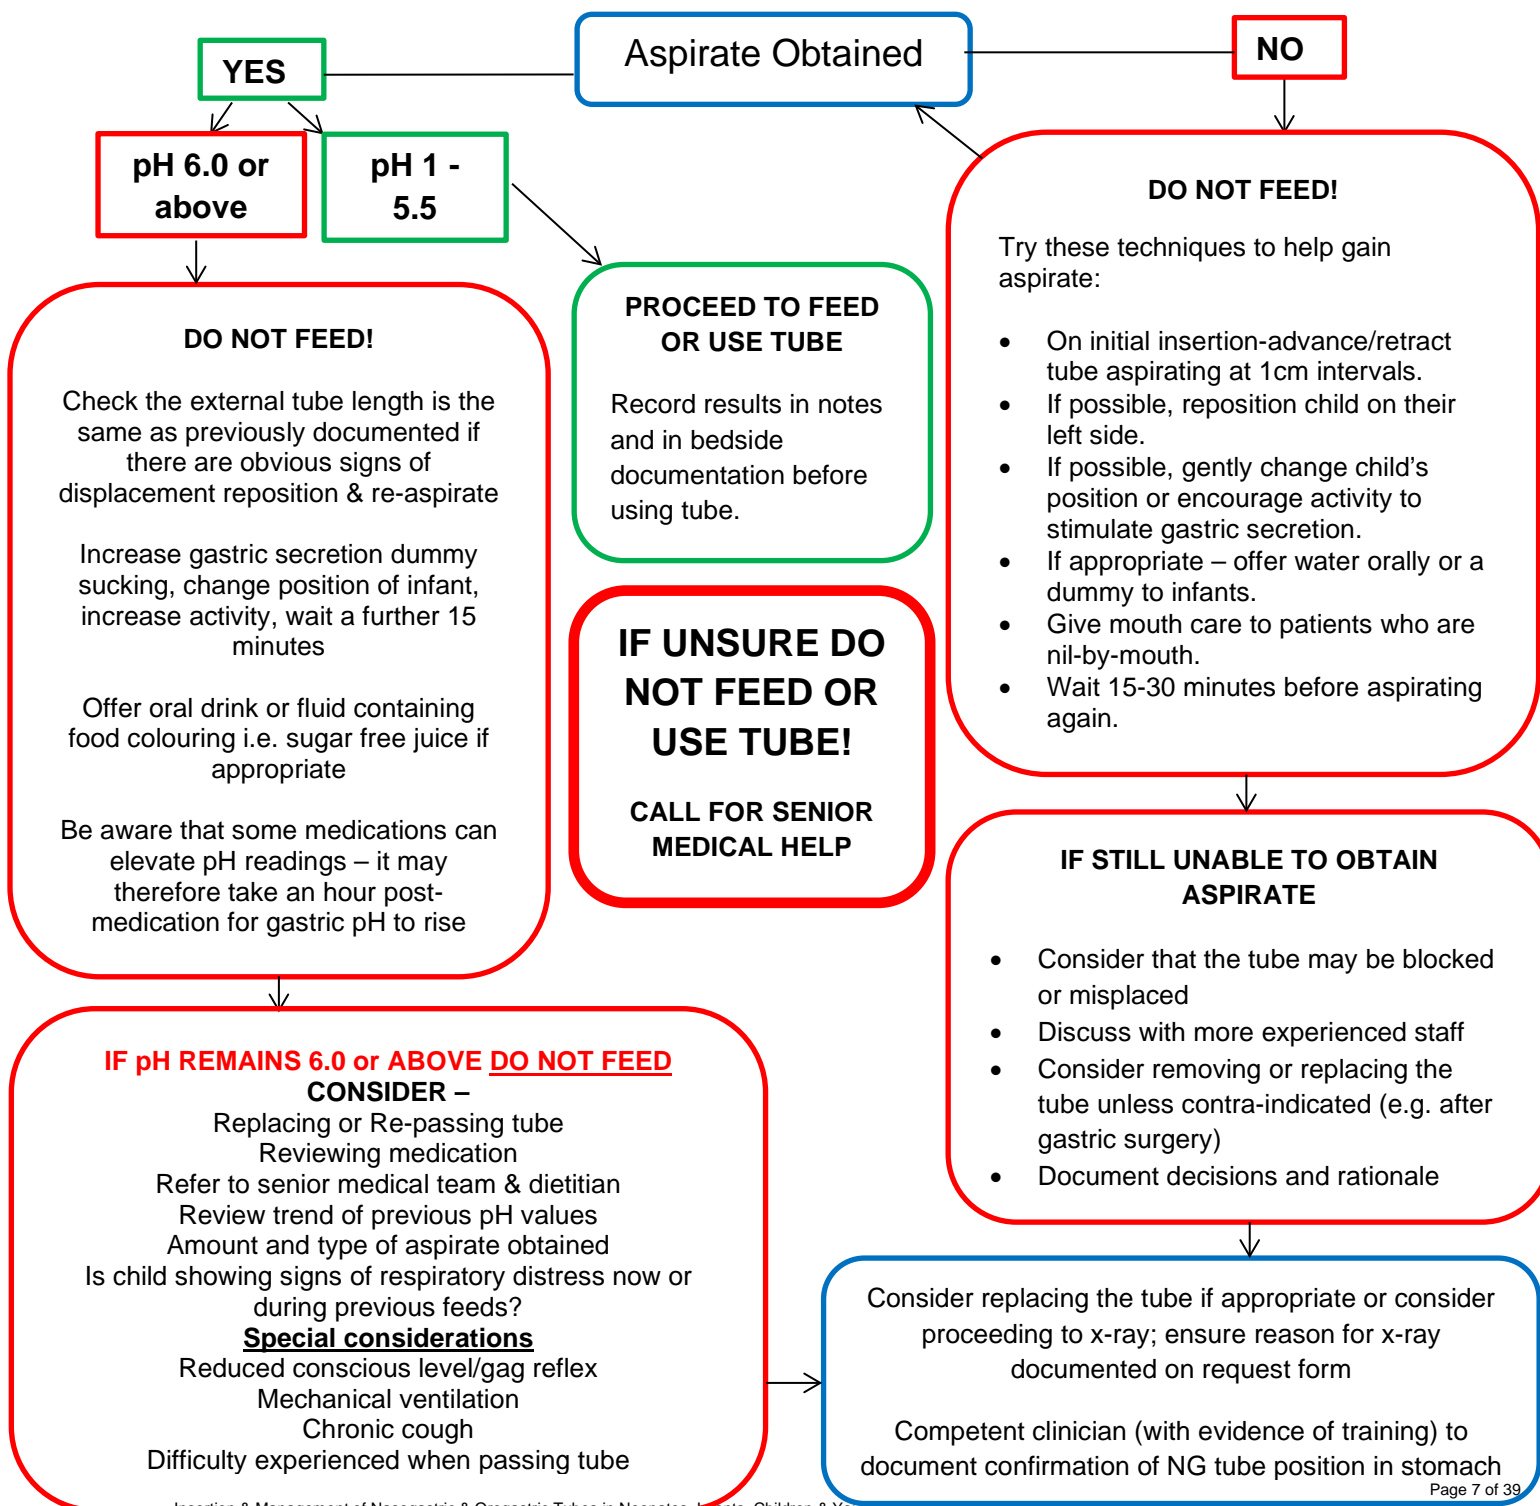 Aspirate Obtained
YES
NO
pH 6.0 or
above
pH 1 -
5.5
DO NOT FEED!
Check the external tube length is the
same as previously documented if
there are obvious signs of
displacement reposition & re-aspirate
Increase gastric secretion dummy
sucking, change position of infant,
increase activity, wait a further 15
minutes
Offer oral drink or fluid containing
food colouring i.e. sugar free juice if
appropriate
Be aware that some medications can
elevate pH readings – it may
therefore take an hour post-
medication for gastric pH to rise
PROCEED TO FEED
OR USE TUBE
Record results in notes
and in bedside
documentation before
using tube.
IF UNSURE DO
NOT FEED OR
USE TUBE!
CALL FOR SENIOR
MEDICAL HELP
DO NOT FEED!
Try these techniques to help gain
aspirate:
• On initial insertion-advance/retract
tube aspirating at 1cm intervals.
• If possible, reposition child on their
left side.
• If possible, gently change child's
position or encourage activity to
stimulate gastric secretion.
• If appropriate – offer water orally or a
dummy to infants.
• Give mouth care to patients who are
nil-by-mouth.
• Wait 15-30 minutes before aspirating
again.
IF STILL UNABLE TO OBTAIN
ASPIRATE
• Consider that the tube may be blocked
or misplaced
• Discuss with more experienced staff
• Consider removing or replacing the
tube unless contra-indicated (e.g. after
gastric surgery)
• Document decisions and rationale
IF pH REMAINS 6.0 or ABOVE DO NOT FEED
CONSIDER –
Replacing or Re-passing tube
Reviewing medication
Refer to senior medical team & dietitian
Review trend of previous pH values
Amount and type of aspirate obtained
Is child showing signs of respiratory distress now or
during previous feeds?
Special considerations
Reduced conscious level/gag reflex
Mechanical ventilation
Chronic cough
Difficulty experienced when passing tube
Consider replacing the tube if appropriate or consider
proceeding to x-ray; ensure reason for x-ray
documented on request form
Competent clinician (with evidence of training) to
document confirmation of NG tube position in stomach
Page 7 of 39
Insertion & Management of Nasogastric & Orogastric Tubes in Neonates, Infants, Children &